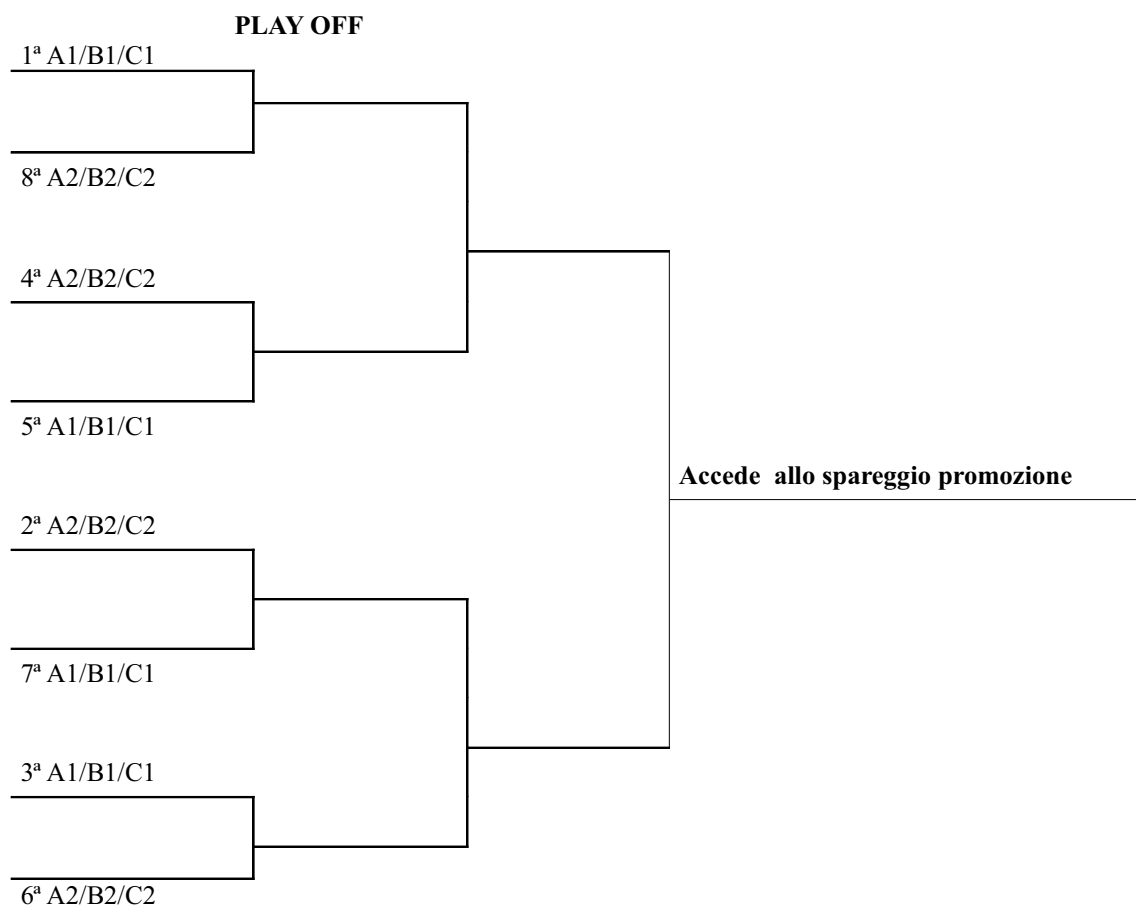 PLAY OFF
1ª A1/B1/C1
8ª A2/B2/C2
4ª A2/B2/C2
5ª A1/B1/C1
Accede allo spareggio promozione
2ª A2/B2/C2
7ª A1/B1/C1
3ª A1/B1/C1
6ª A2/B2/C2